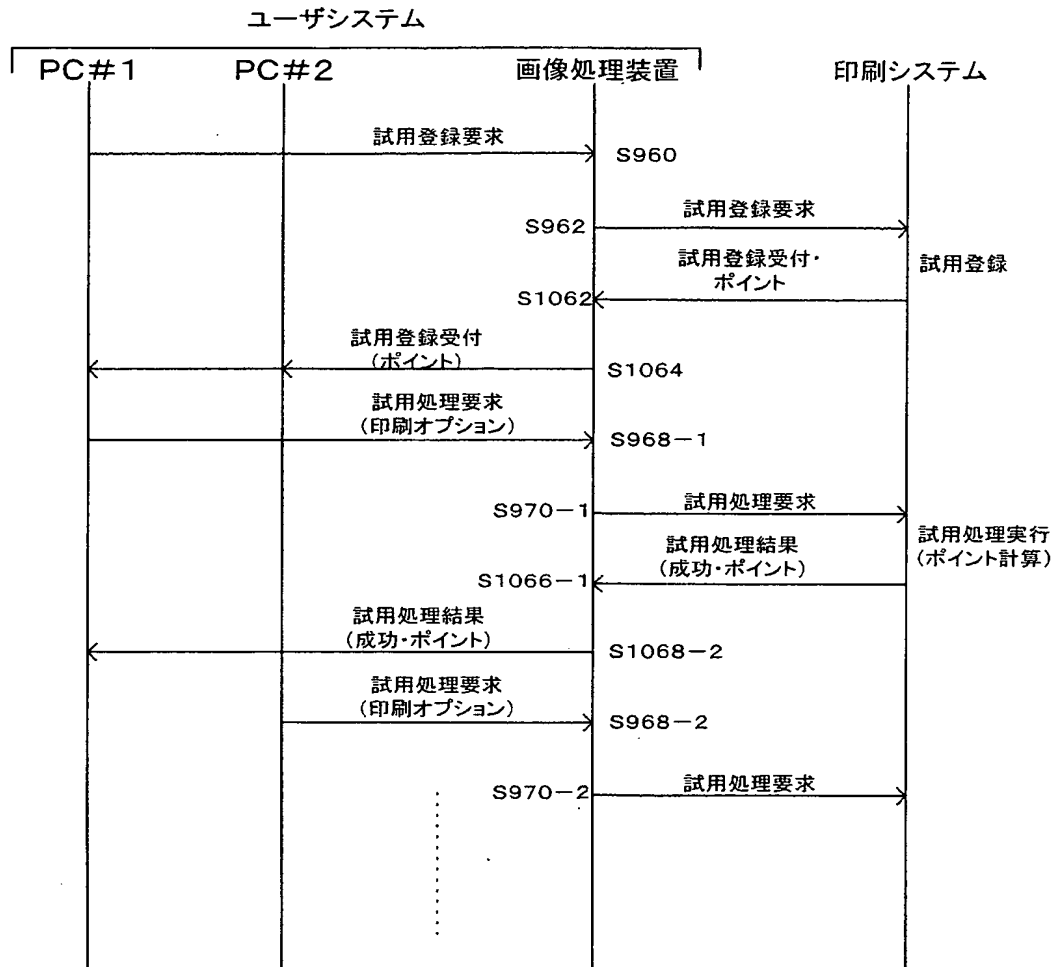 ユーザシステム
PC#1
PC#2
画像処理装置
印刷システム
試用登録要求
S960
S962
試用登録要求
試用登録受付・
ポイント
試用登録
S1062
試用登録受付
(ポイント)
S1064
試用処理要求
(印刷オプション)
S968-1
S970-1
試用処理要求
試用処理実行
(ポイント計算)
試用処理結果
(成功・ポイント)
S1066-1
試用処理結果
(成功・ポイント)
S1068-2
試用処理要求
(印刷オプション)
S968-2
S970-2
試用処理要求